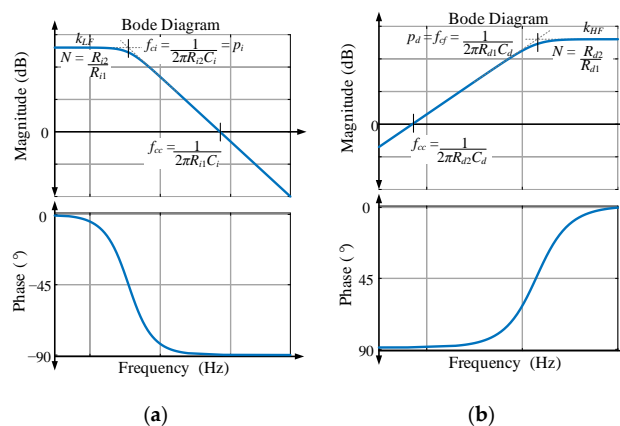 Bode Diagram
k_LF
N = R_i2/R_i1
f_ci = 1/2πR_i2C_i = p_i
Magnitude (dB)
0
f_cc = 1/2πR_i1C_i
0
Phase (°)
−45
−90
Frequency (Hz)
(a)
Bode Diagram
p_d = f_cf = 1/2πR_d1C_d
k_HF
N = R_d2/R_d1
Magnitude (dB)
0
f_cc = 1/2πR_d2C_d
0
Phase (°)
45
90
Frequency (Hz)
(b)